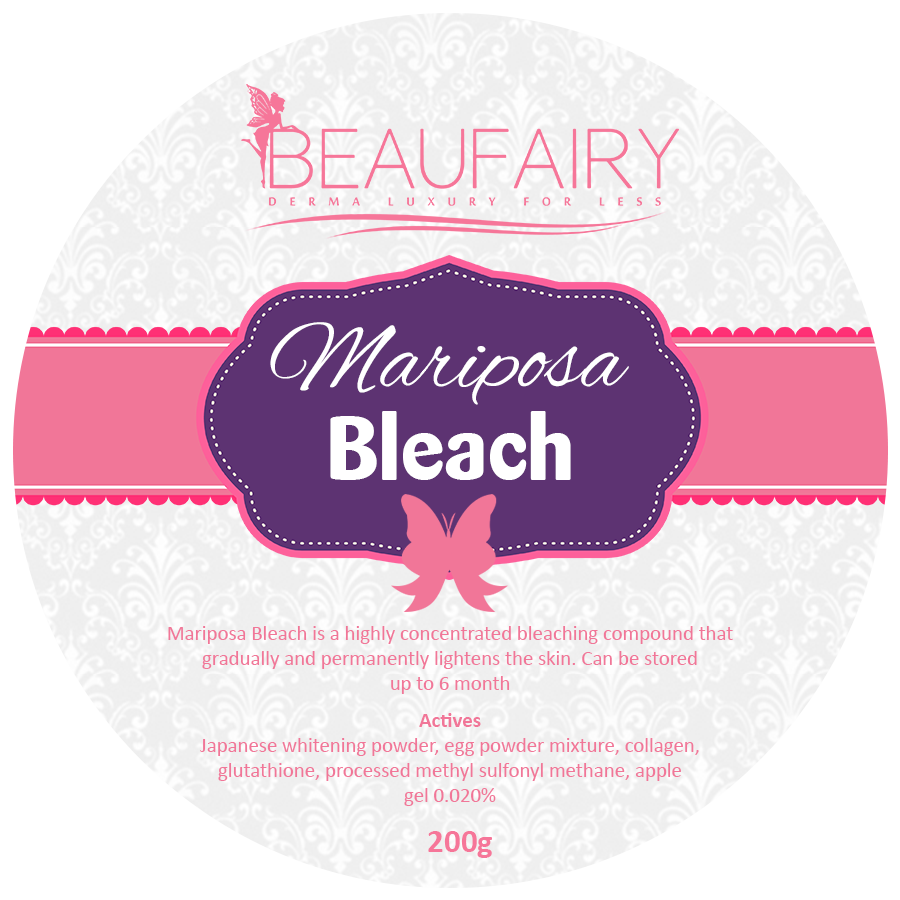 BEAUFAIRY
DERMA LUXURY FOR LESS
Mariposa
Bleach
Mariposa Bleach is a highly concentrated bleaching compound that
gradually and permanently lightens the skin. Can be stored
up to 6 month
Actives
Japanese whitening powder, egg powder mixture, collagen,
glutathione, processed methyl sulfonyl methane, apple
gel 0.020%
200g